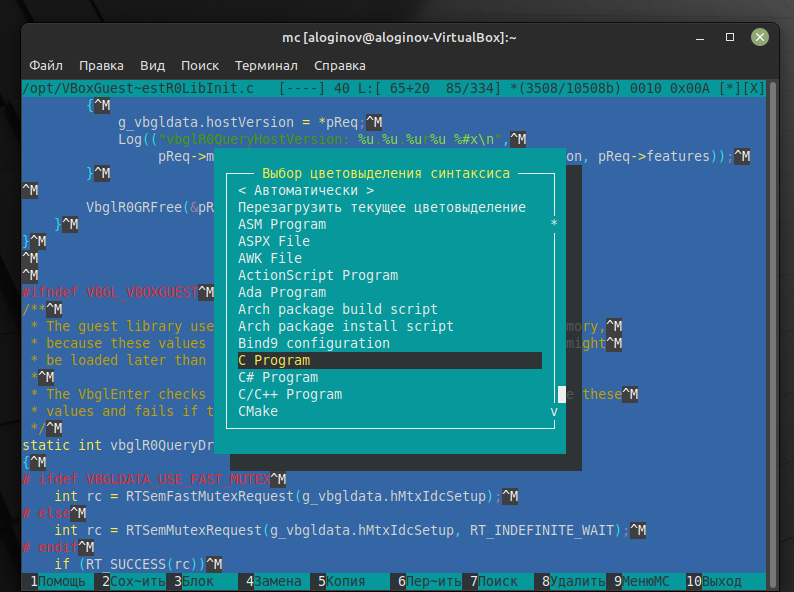 mc [aloginov@aloginov-VirtualBox]:~
Файл Правка Вид Поиск Терминал Справка
/opt/VBoxGuest~estR0LibInit.c [----] 40 L:[ 65+20 85/334] *(3508/10508b) 0010 0x00A [*][X]
{^M
g_vbgldata.hostVersion = *pReq;^M
Log(("vbglR0QueryHostVersion: %u.%u.%ur%u %#x\n",^M
pReq->m on, pReq->features));^M
}^M
^M
VbglR0GRFree(&pR
}^M
}^M
^M
^M
#ifndef VBGL_VBOXGUEST^M
/**^M
* The guest library use ory,^M
* because these values might^M
* be loaded later than
*^M
* The VbglEnter checks e these^M
* values and fails if t
*/^M
static int vbglR0QueryDr
{^M
# ifdef VBGLDATA_USE_FAST_MUTEX^M
int rc = RTSemFastMutexRequest(g_vbgldata.hMtxIdcSetup);^M
# else^M
int rc = RTSemMutexRequest(g_vbgldata.hMtxIdcSetup, RT_INDEFINITE_WAIT);^M
# endif^M
if (RT_SUCCESS(rc))^M
Выбор цветовыделения синтаксиса
< Автоматически >
Перезагрузить текущее цветовыделение
ASM Program *
ASPX File
AWK File
ActionScript Program
Ada Program
Arch package build script
Arch package install script
Bind9 configuration
C Program
C# Program
C/C++ Program
CMake v
1Помощь 2Сох~ить 3Блок 4Замена 5Копия 6Пер~ить 7Поиск 8Удалить 9МенюMC 10Выход